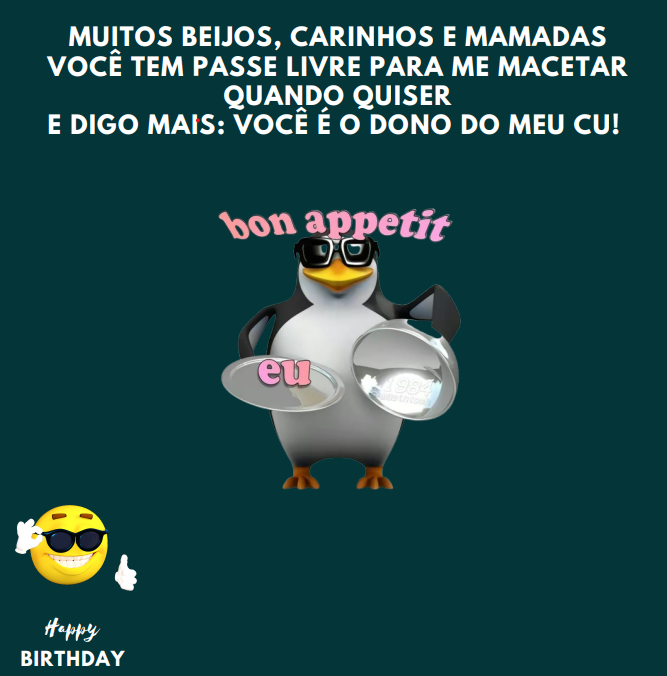 MUITOS BEIJOS, CARINHOS E MAMADAS
VOCÊ TEM PASSE LIVRE PARA ME MACETAR
QUANDO QUISER
E DIGO MAIS: VOCÊ É O DONO DO MEU CU!
bon appetit
eu
1984
Happy
BIRTHDAY